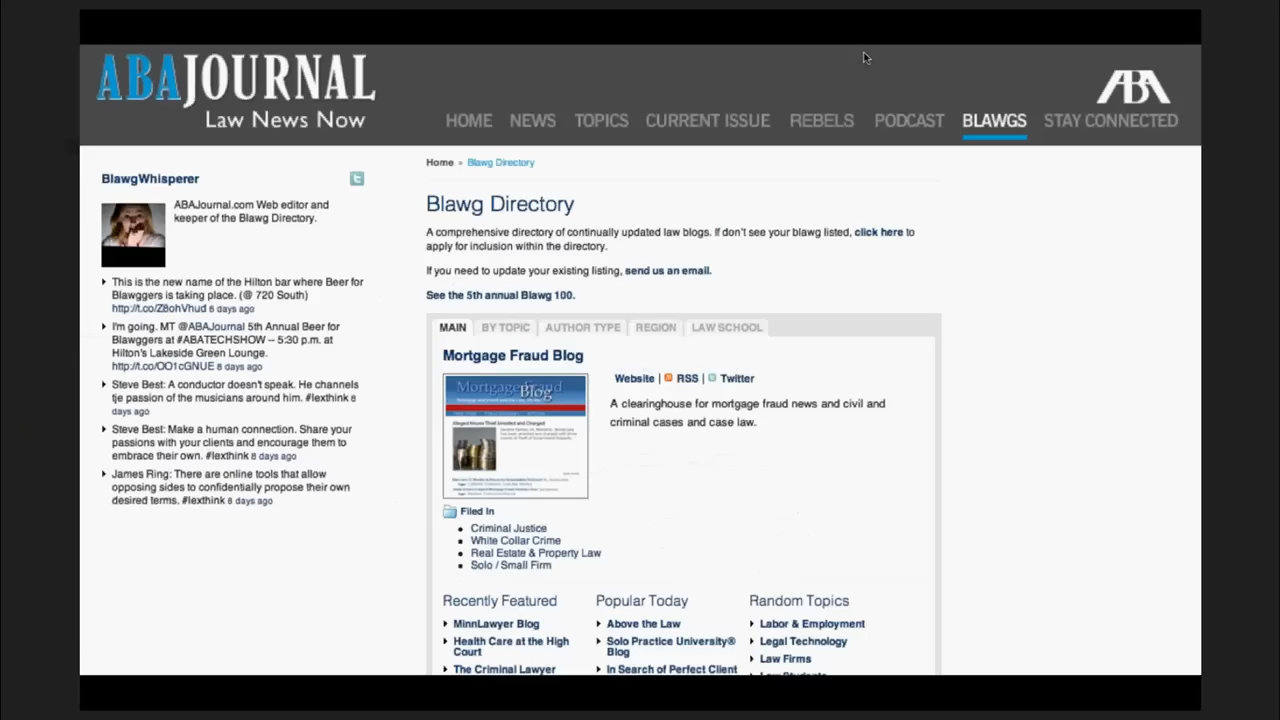 ABAJOURNAL
Law News Now
ABA
HOME NEWS TOPICS CURRENT ISSUE REBELS PODCAST BLAWGS STAY CONNECTED
BlawgWhisperer
ABAJournal.com Web editor and
keeper of the Blawg Directory.
This is the new name of the Hilton bar where Beer for
Blawggers is taking place. (@ 720 South)
http://t.co/Z8ohVhud 6 days ago
I'm going. MT @ABAJournal 5th Annual Beer for
Blawggers at #ABATECHSHOW -- 5:30 p.m. at
Hilton's Lakeside Green Lounge.
http://t.co/OO1cGNUE 8 days ago
Steve Best: A conductor doesn't speak. He channels
tje passion of the musicians around him. #lexthink 8
days ago
Steve Best: Make a human connection. Share your
passions with your clients and encourage them to
embrace their own. #lexthink 8 days ago
James Ring: There are online tools that allow
opposing sides to confidentially propose their own
desired terms. #lexthink 8 days ago
Home » Blawg Directory
Blawg Directory
A comprehensive directory of continually updated law blogs. If don't see your blawg listed, click here to
apply for inclusion within the directory.
If you need to update your existing listing, send us an email.
See the 5th annual Blawg 100.
MAIN BY TOPIC AUTHOR TYPE REGION LAW SCHOOL
Mortgage Fraud Blog
Mortgage Fraud
Blog
Website | RSS | Twitter
A clearinghouse for mortgage fraud news and civil and
criminal cases and case law.
Filed In
Criminal Justice
White Collar Crime
Real Estate & Property Law
Solo / Small Firm
Recently Featured
MinnLawyer Blog
Health Care at the High
Court
The Criminal Lawyer
Popular Today
Above the Law
Solo Practice University®
Blog
In Search of Perfect Client
Random Topics
Labor & Employment
Legal Technology
Law Firms